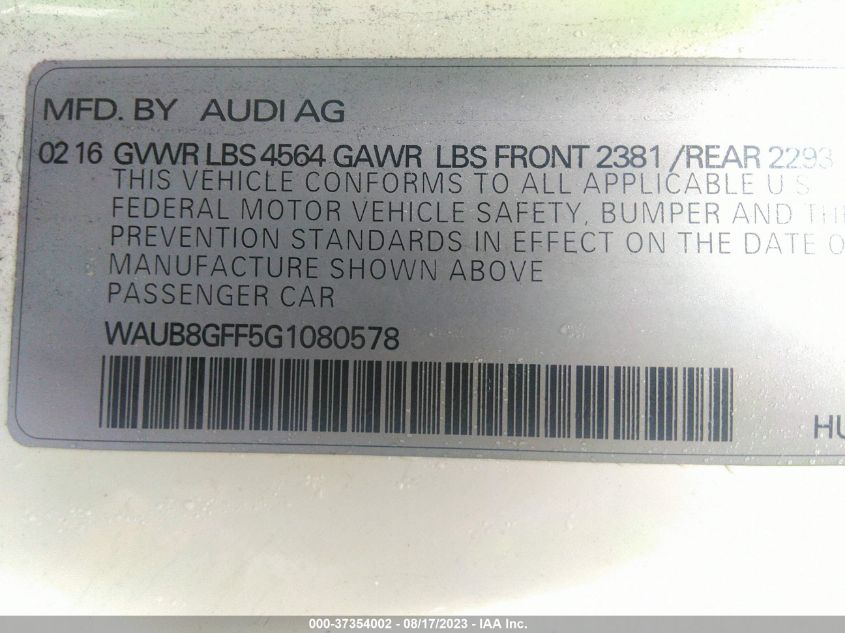 MFD. BY AUDI AG
02 16 GVWR LBS 4564 GAWR LBS FRONT 2381 /REAR 2293
THIS VEHICLE CONFORMS TO ALL APPLICABLE U S
FEDERAL MOTOR VEHICLE SAFETY, BUMPER AND
PREVENTION STANDARDS IN EFFECT ON THE DATE
MANUFACTURE SHOWN ABOVE
PASSENGER CAR
WAUB8GFF5G1080578
000-37354002 - 08/17/2023 - IAA Inc.